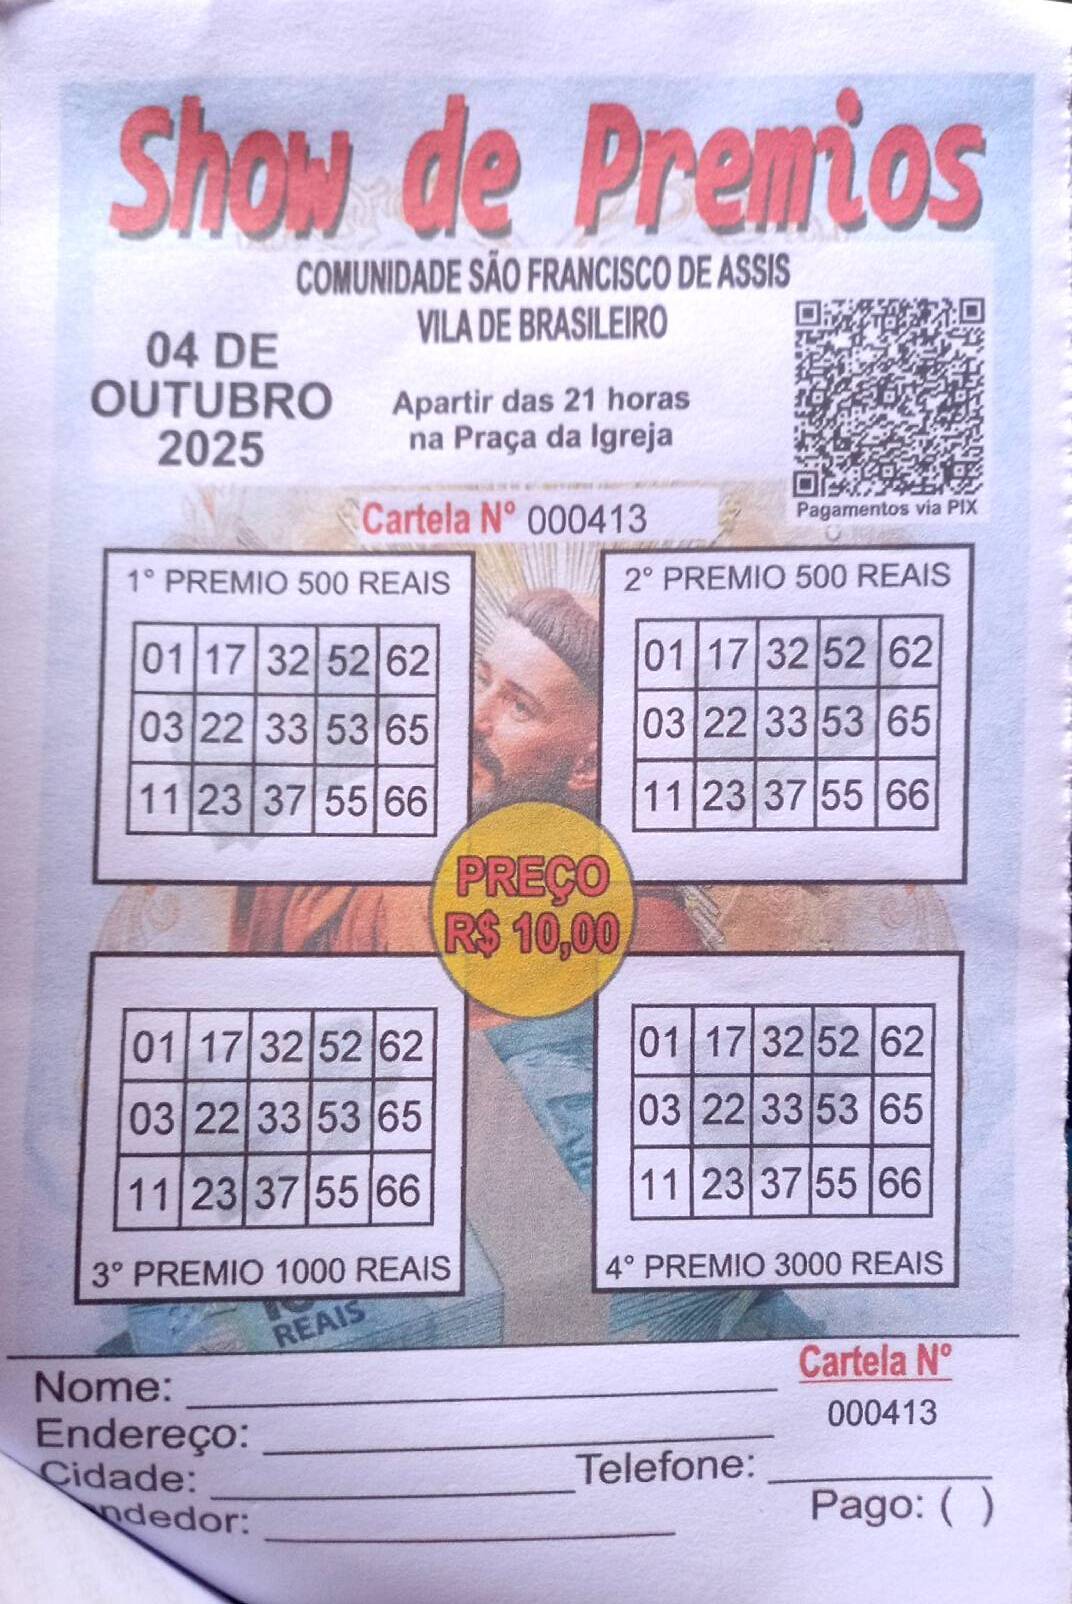 Show de Premios
COMUNIDADE SÃO FRANCISCO DE ASSIS
VILA DE BRASILEIRO
04 DE
OUTUBRO
2025
Apartir das 21 horas
na Praça da Igreja
Pagamentos via PIX
Cartela Nº 000413
1° PREMIO 500 REAIS
01 17 32 52 62
03 22 33 53 65
11 23 37 55 66
2° PREMIO 500 REAIS
01 17 32 52 62
03 22 33 53 65
11 23 37 55 66
PREÇO
R$ 10,00
01 17 32 52 62
03 22 33 53 65
11 23 37 55 66
3° PREMIO 1000 REAIS
01 17 32 52 62
03 22 33 53 65
11 23 37 55 66
4° PREMIO 3000 REAIS
REAIS
Cartela Nº
000413
Nome:
Endereço:
Cidade:
Telefone:
ndedor:
Pago: ( )